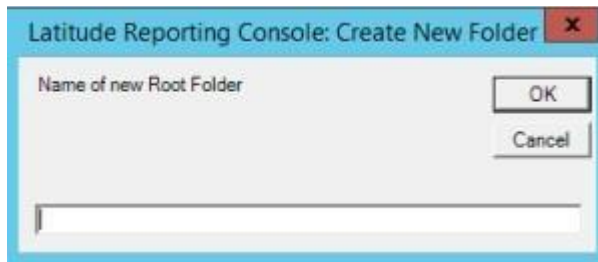 Latitude Reporting Console: Create New Folder
x
Name of new Root Folder
OK
Cancel